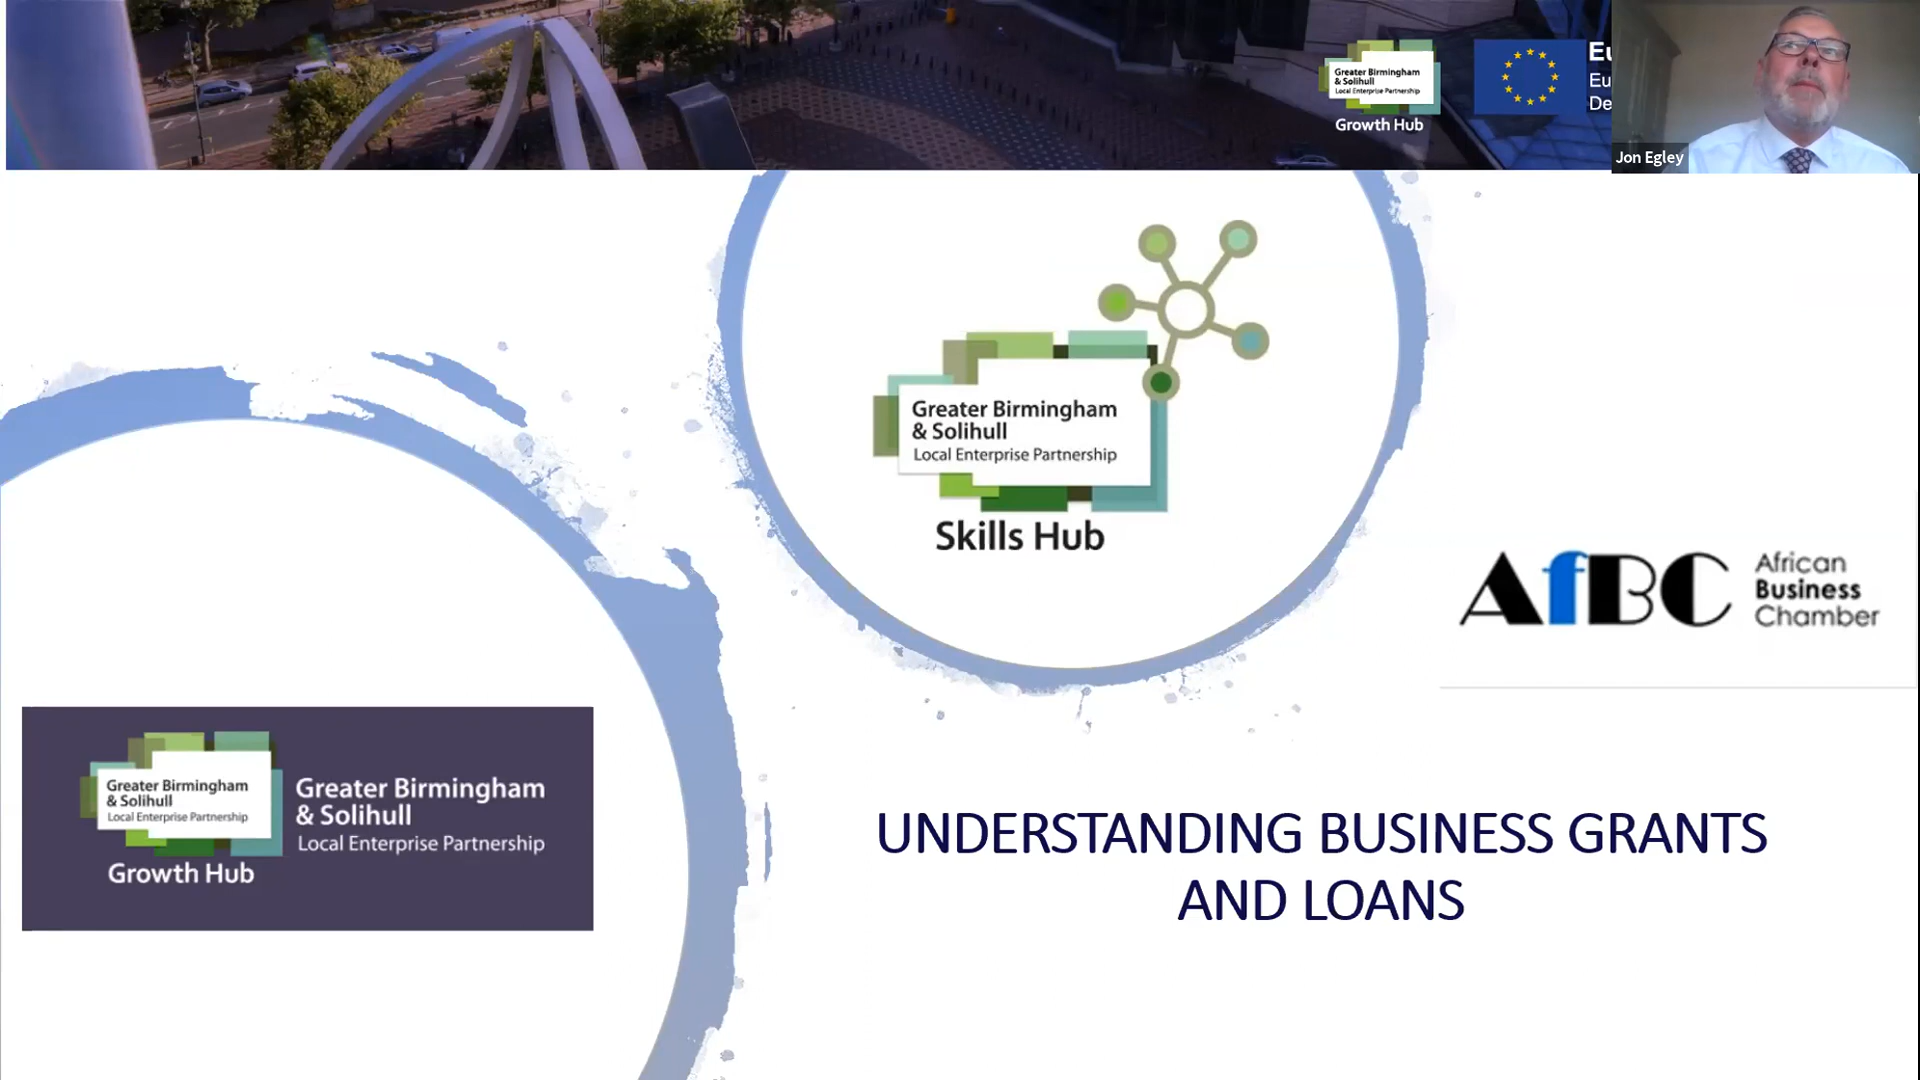 Greater Birmingham
& Solihull
Local Enterprise Partnership
Growth Hub
Eu
Eu
De
Jon Egley
Greater Birmingham
& Solihull
Local Enterprise Partnership
Skills Hub
AfBC
African
Business
Chamber
Greater Birmingham
& Solihull
Local Enterprise Partnership
Growth Hub
Greater Birmingham
& Solihull
Local Enterprise Partnership
UNDERSTANDING BUSINESS GRANTS
AND LOANS